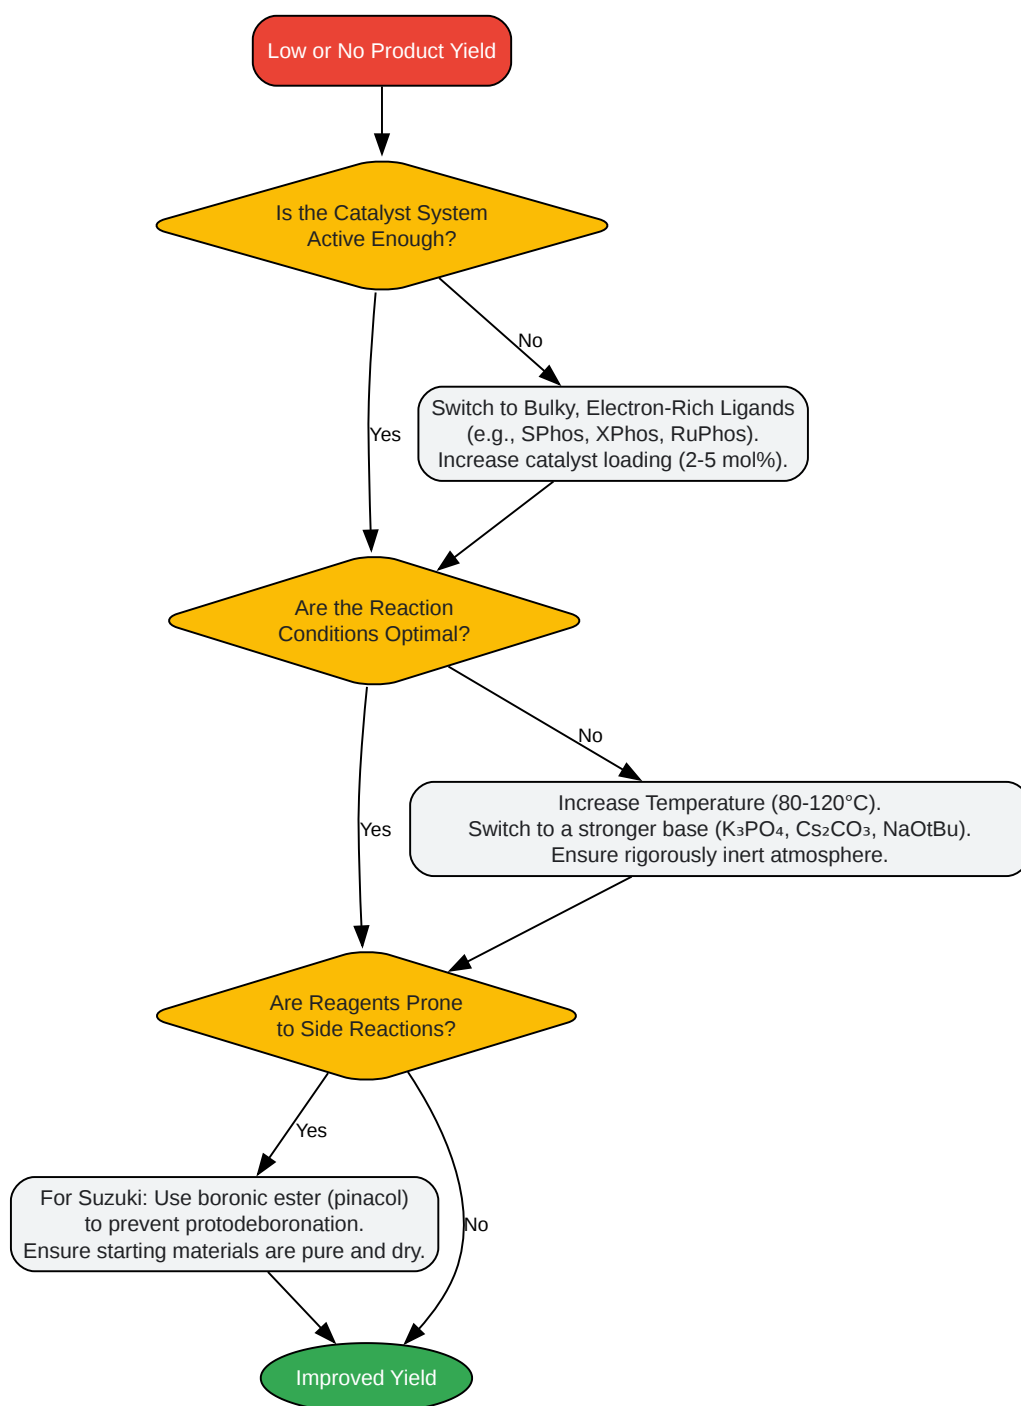 Low or No Product Yield
Is the Catalyst System
Active Enough?
No
Switch to Bulky, Electron-Rich Ligands
(e.g., SPhos, XPhos, RuPhos).
Increase catalyst loading (2-5 mol%).
Yes
Are the Reaction
Conditions Optimal?
No
Increase Temperature (80-120°C).
Switch to a stronger base (K₃PO₄, Cs₂CO₃, NaOtBu).
Ensure rigorously inert atmosphere.
Yes
Are Reagents Prone
to Side Reactions?
Yes
For Suzuki: Use boronic ester (pinacol)
to prevent protodeboronation.
Ensure starting materials are pure and dry.
No
Improved Yield